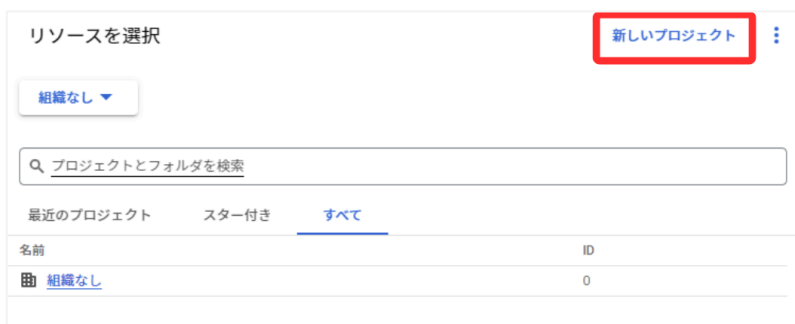 リソースを選択 新しいプロジェクト
組織なし
プロジェクトとフォルダを検索
最近のプロジェクト スター付き すべて
名前 ID
組織なし 0